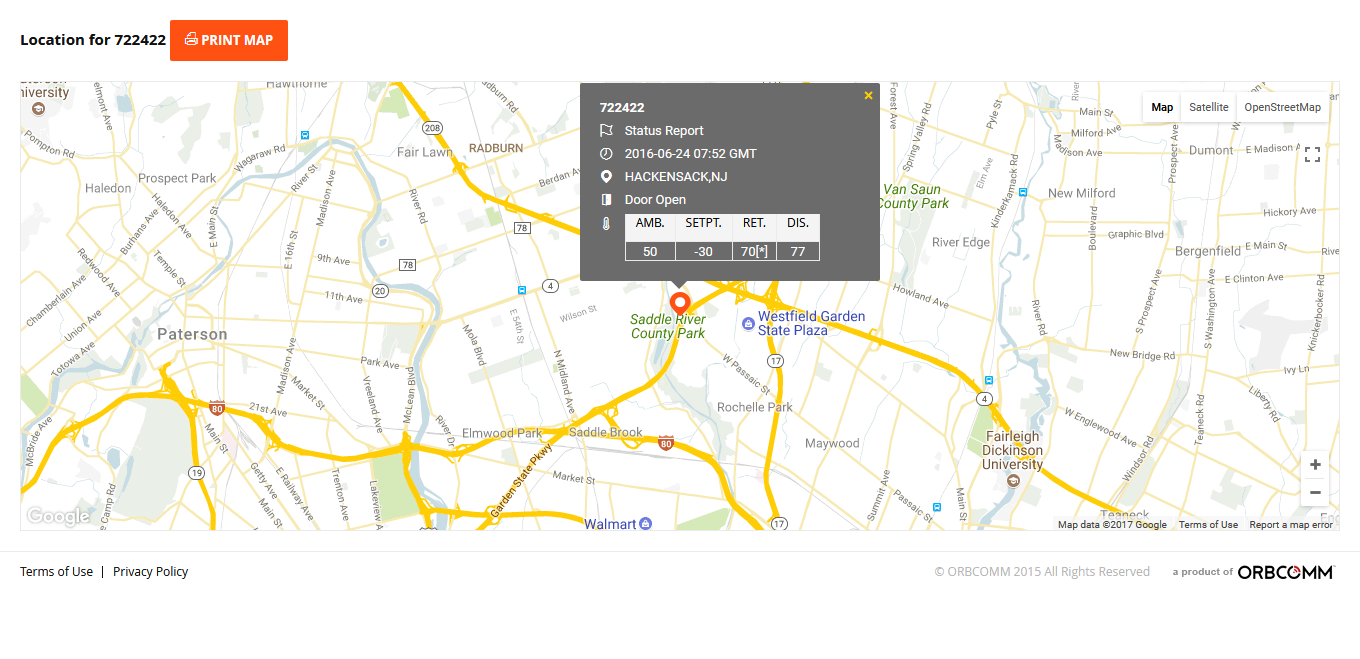 Location for 722422 PRINT MAP
722422
Status Report
2016-06-24 07:52 GMT
HACKENSACK,NJ
Door Open
AMB. SETPT. RET. DIS.
50 -30 70[*] 77
Map Satellite OpenStreetMap
niversity
Hawthorne
Pompton Rd
Belmont Ave
Haledon
Prospect Park
Haledon Ave
Wagaraw Rd
River St
Madison Ave
208
Fair Lawn
RADBURN
Berdan A
River Rd
78
78
N Main St
E Main St
E 16th St
9th Ave
11th Ave
20
4
Burhans Ave
Temple St
Redwood Ave
Chamberlain Ave
Union Ave
Totowa Ave
Paterson
Wilson St
E 54th St
Mola Blvd
N Midland Ave
Park Ave
Madison Ave
Market St
Vreeland Ave
McLean Blvd
River Dr
21st Ave
80
Main St
McBride Ave
19
Getty Ave
E Railway Ave
Main St
Trenton Ave
Lakeview A
Elmwood Park
Saddle Brook
80
Market St
Garden State Pkwy
Walmart
Saddle River
County Park
Westfield Garden
State Plaza
17
W Passaic St
Rochelle Park
Maywood
17
Summit Ave
Passaic St
Main St
Howland Ave
Van Saun
County Park
Forest Ave
Spring Valley Rd
Elm Ave
Pyle St
Kinderkamack Rd
River Edge
New Milford
Main St
Milford Ave
Madison Ave
Boulevard
Prospect Ave
Dumont
E Madison A
Hickory Ave
Graphic Blvd
Bergenfield
E Main St
E Clinton Ave
S Prospect Ave
S Washington Ave
Knickerbocker Rd
River Rd
New Bridge Rd
Ivy Ln
Liberty Rd
4
Teaneck Rd
W Englewood Ave
Windsor Rd
Fairleigh
Dickinson
University
Teaneck
Google
Map data ©2017 Google Terms of Use Report a map error
Terms of Use | Privacy Policy
© ORBCOMM 2015 All Rights Reserved a product of ORBCOMM